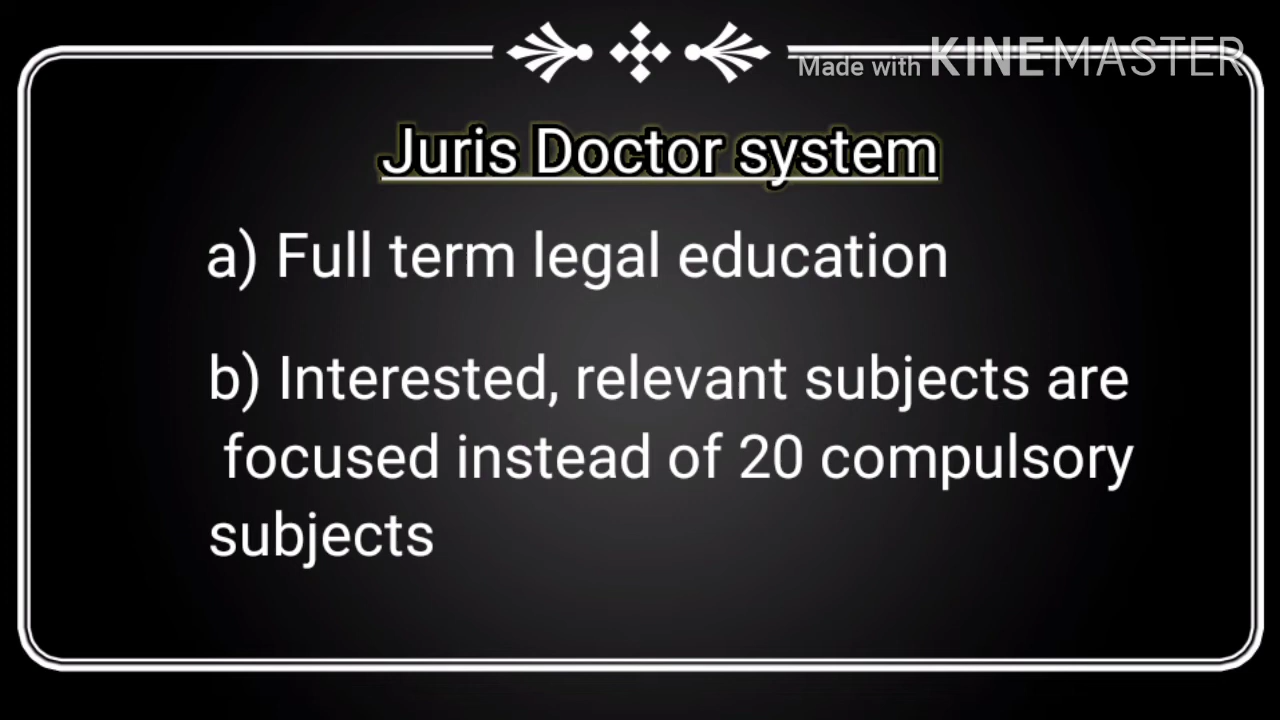 Made with KINEMASTER
Juris Doctor system
a) Full term legal education
b) Interested, relevant subjects are
focused instead of 20 compulsory
subjects